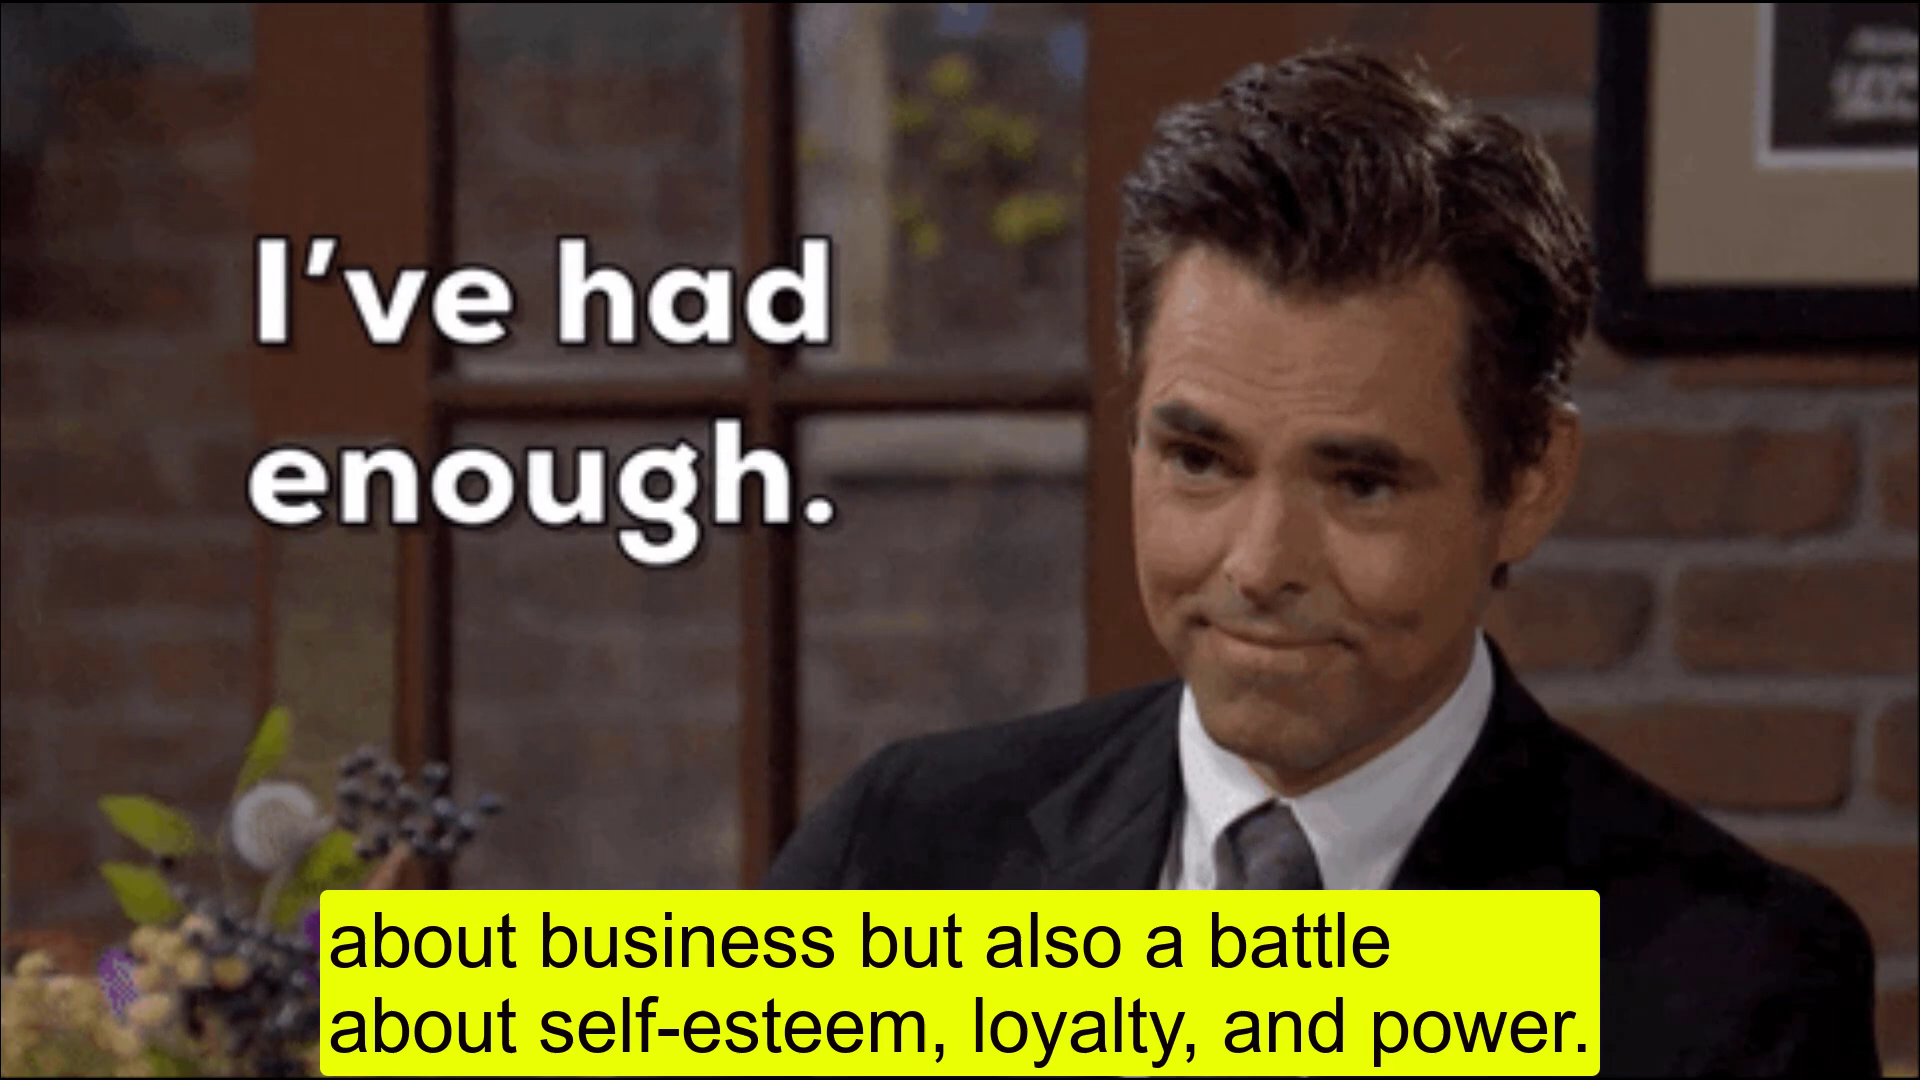 I’ve had
enough.
about business but also a battle
about self-esteem, loyalty, and power.